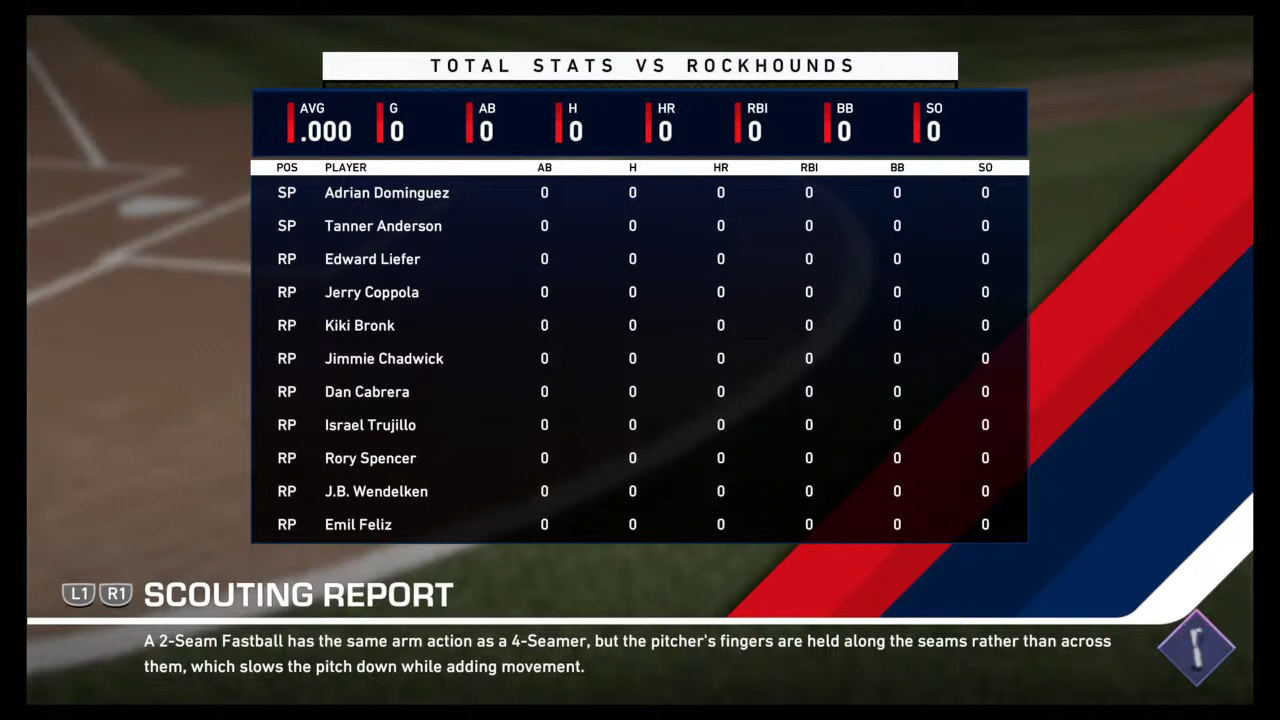 TOTAL STATS VS ROCKHOUNDS
AVG G AB H HR RBI BB SO
.000 0 0 0 0 0 0 0
POS PLAYER AB H HR RBI BB SO
SP Adrian Dominguez 0 0 0 0 0 0
SP Tanner Anderson 0 0 0 0 0 0
RP Edward Liefer 0 0 0 0 0 0
RP Jerry Coppola 0 0 0 0 0 0
RP Kiki Bronk 0 0 0 0 0 0
RP Jimmie Chadwick 0 0 0 0 0 0
RP Dan Cabrera 0 0 0 0 0 0
RP Israel Trujillo 0 0 0 0 0 0
RP Rory Spencer 0 0 0 0 0 0
RP J.B. Wendelken 0 0 0 0 0 0
RP Emil Feliz 0 0 0 0 0 0
L1 R1 SCOUTING REPORT
A 2-Seam Fastball has the same arm action as a 4-Seamer, but the pitcher's fingers are held along the seams rather than across
them, which slows the pitch down while adding movement.